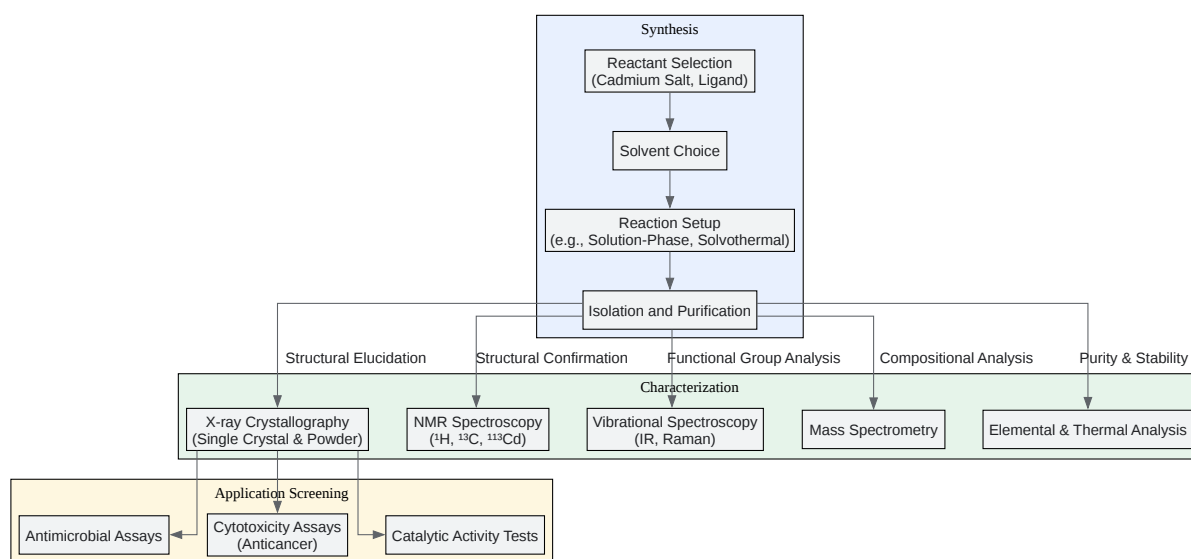 Synthesis
Reactant Selection
(Cadmium Salt, Ligand)
Solvent Choice
Reaction Setup
(e.g., Solution-Phase, Solvothermal)
Isolation and Purification
Structural Elucidation
Structural Confirmation
Functional Group Analysis
Compositional Analysis
Purity & Stability
Characterization
X-ray Crystallography
(Single Crystal & Powder)
NMR Spectroscopy
(¹H, ¹³C, ¹¹³Cd)
Vibrational Spectroscopy
(IR, Raman)
Mass Spectrometry
Elemental & Thermal Analysis
Application Screening
Antimicrobial Assays
Cytotoxicity Assays
(Anticancer)
Catalytic Activity Tests